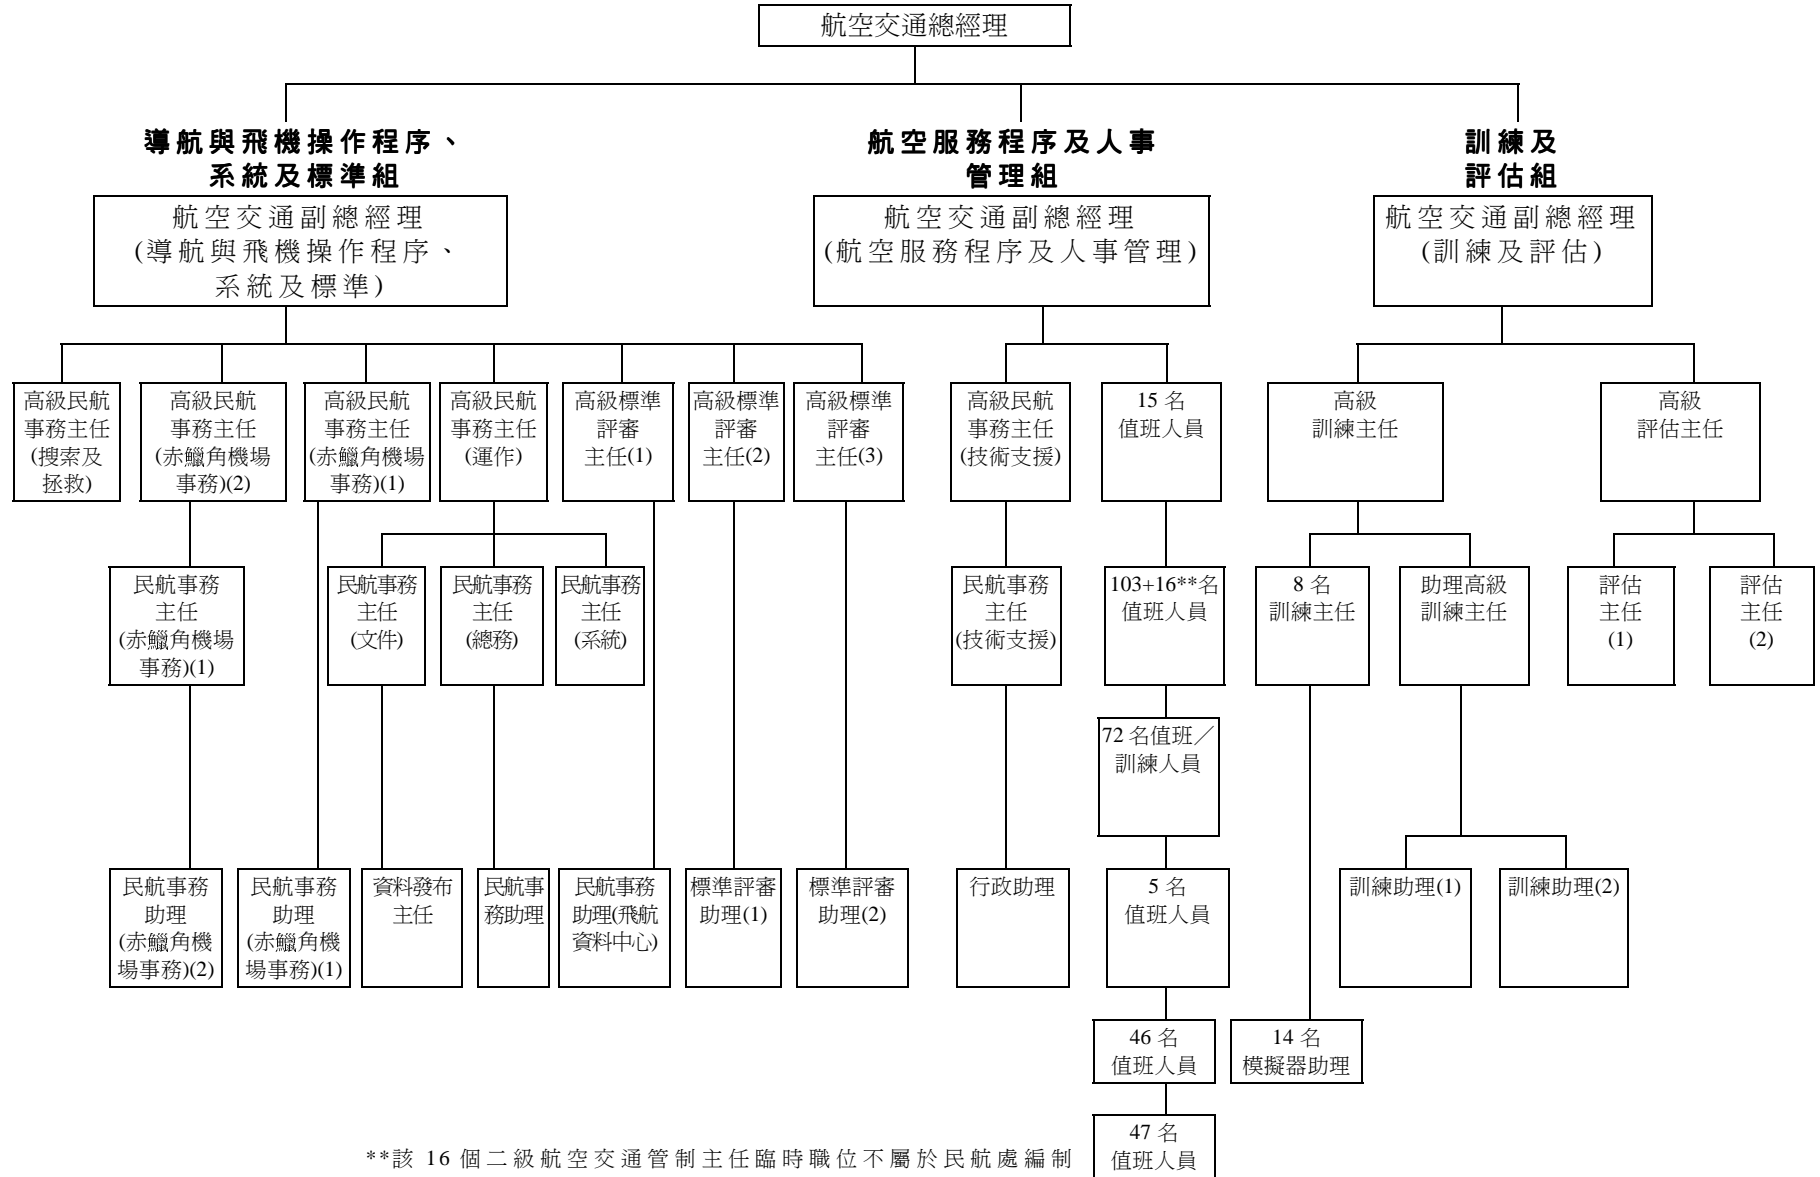 航空交通總經理
導航與飛機操作程序、
系統及標準組
航空交通副總經理
(導航與飛機操作程序、
系統及標準)
航空服務程序及人事
管理組
航空交通副總經理
(航空服務程序及人事管理)
訓練及
評估組
航空交通副總經理
(訓練及評估)
高級民航
事務主任
(搜索及
拯救)
高級民航
事務主任
(赤鱲角機場
事務)(2)
高級民航
事務主任
(赤鱲角機場
事務)(1)
高級民航
事務主任
(運作)
高級標準
評審
主任(1)
高級標準
評審
主任(2)
高級標準
評審
主任(3)
高級民航
事務主任
(技術支援)
15 名
值班人員
高級
訓練主任
高級
評估主任
民航事務
主任
(赤鱲角機場
事務)(1)
民航事務
主任
(文件)
民航事務
主任
(總務)
民航事務
主任
(系統)
民航事務
主任
(技術支援)
103+16**名
值班人員
8 名
訓練主任
助理高級
訓練主任
評估
主任
(1)
評估
主任
(2)
72 名值班／
訓練人員
民航事務
助理
(赤鱲角機
場事務)(2)
民航事務
助理
(赤鱲角機
場事務)(1)
資料發布
主任
民航事
務助理
民航事務
助理(飛航
資料中心)
標準評審
助理(1)
標準評審
助理(2)
行政助理
5 名
值班人員
訓練助理(1)
訓練助理(2)
46 名
值班人員
14 名
模擬器助理
47 名
值班人員
**該 16 個二級航空交通管制主任臨時職位不屬於民航處編制